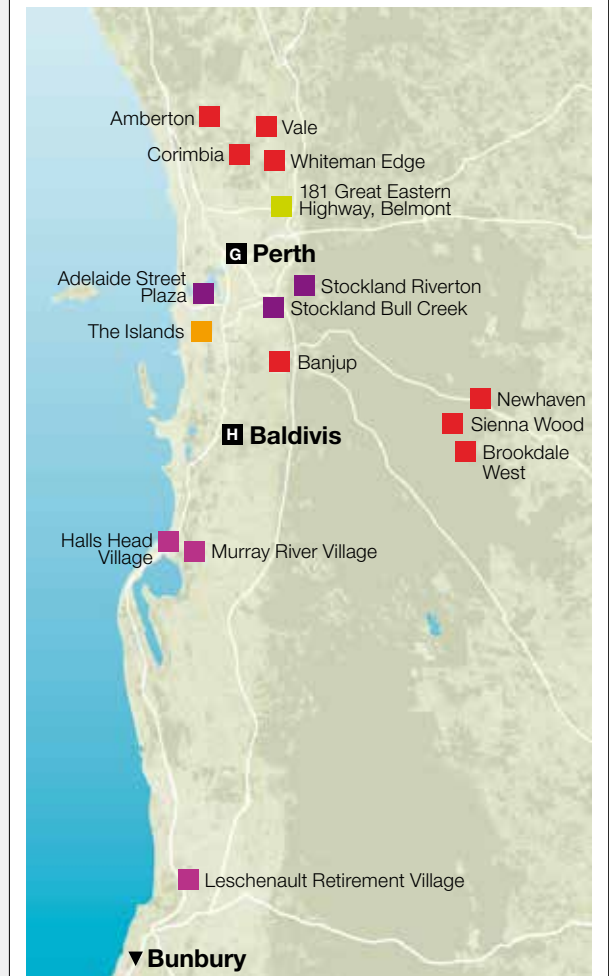 Amberton
Vale
Corimbia
Whiteman Edge
181 Great Eastern
Highway, Belmont
G Perth
Adelaide Street
Plaza
Stockland Riverton
Stockland Bull Creek
The Islands
Banjup
Newhaven
Sienna Wood
Brookdale
West
H Baldivis
Halls Head
Village
Murray River Village
Leschenault Retirement Village
▼ Bunbury